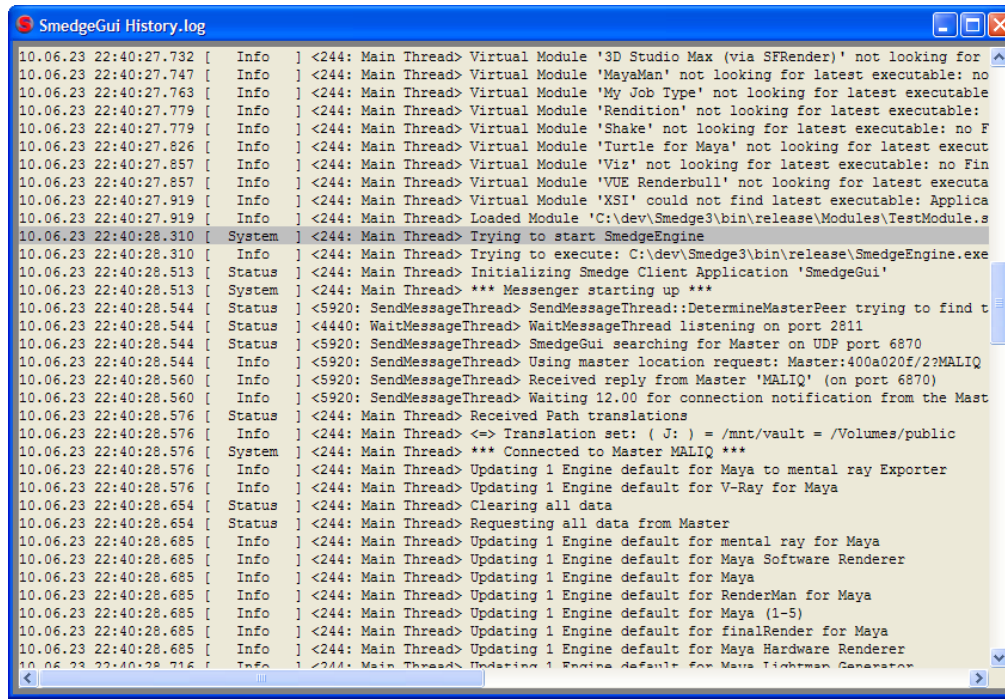 SmedgeGui History.log
10.06.23 22:40:27.732 [ Info ] <244: Main Thread> Virtual Module '3D Studio Max (via SFRender)' not looking for
10.06.23 22:40:27.747 [ Info ] <244: Main Thread> Virtual Module 'MayaMan' not looking for latest executable: no
10.06.23 22:40:27.763 [ Info ] <244: Main Thread> Virtual Module 'My Job Type' not looking for latest executable
10.06.23 22:40:27.779 [ Info ] <244: Main Thread> Virtual Module 'Rendition' not looking for latest executable:
10.06.23 22:40:27.779 [ Info ] <244: Main Thread> Virtual Module 'Shake' not looking for latest executable: no F
10.06.23 22:40:27.826 [ Info ] <244: Main Thread> Virtual Module 'Turtle for Maya' not looking for latest execut
10.06.23 22:40:27.857 [ Info ] <244: Main Thread> Virtual Module 'Viz' not looking for latest executable: no Fin
10.06.23 22:40:27.857 [ Info ] <244: Main Thread> Virtual Module 'VUE Renderbull' not looking for latest executa
10.06.23 22:40:27.919 [ Info ] <244: Main Thread> Virtual Module 'XSI' could not find latest executable: Applica
10.06.23 22:40:27.919 [ Info ] <244: Main Thread> Loaded Module 'C:\dev\Smedge3\bin\release\Modules\TestModule.s
10.06.23 22:40:28.310 [ System ] <244: Main Thread> Trying to start SmedgeEngine
10.06.23 22:40:28.310 [ Info ] <244: Main Thread> Trying to execute: C:\dev\Smedge3\bin\release\SmedgeEngine.exe
10.06.23 22:40:28.513 [ Status ] <244: Main Thread> Initializing Smedge Client Application 'SmedgeGui'
10.06.23 22:40:28.513 [ System ] <244: Main Thread> *** Messenger starting up ***
10.06.23 22:40:28.544 [ Status ] <5920: SendMessageThread> SendMessageThread::DetermineMasterPeer trying to find t
10.06.23 22:40:28.544 [ Status ] <4440: WaitMessageThread> WaitMessageThread listening on port 2811
10.06.23 22:40:28.544 [ Status ] <5920: SendMessageThread> SmedgeGui searching for Master on UDP port 6870
10.06.23 22:40:28.544 [ Info ] <5920: SendMessageThread> Using master location request: Master:400a020f/2?MALIQ
10.06.23 22:40:28.560 [ Info ] <5920: SendMessageThread> Received reply from Master 'MALIQ' (on port 6870)
10.06.23 22:40:28.560 [ Info ] <5920: SendMessageThread> Waiting 12.00 for connection notification from the Mast
10.06.23 22:40:28.576 [ Status ] <244: Main Thread> Received Path translations
10.06.23 22:40:28.576 [ Info ] <244: Main Thread> <=> Translation set: ( J: ) = /mnt/vault = /Volumes/public
10.06.23 22:40:28.576 [ System ] <244: Main Thread> *** Connected to Master MALIQ ***
10.06.23 22:40:28.576 [ Info ] <244: Main Thread> Updating 1 Engine default for Maya to mental ray Exporter
10.06.23 22:40:28.576 [ Info ] <244: Main Thread> Updating 1 Engine default for V-Ray for Maya
10.06.23 22:40:28.654 [ Status ] <244: Main Thread> Clearing all data
10.06.23 22:40:28.654 [ Status ] <244: Main Thread> Requesting all data from Master
10.06.23 22:40:28.685 [ Info ] <244: Main Thread> Updating 1 Engine default for mental ray for Maya
10.06.23 22:40:28.685 [ Info ] <244: Main Thread> Updating 1 Engine default for Maya Software Renderer
10.06.23 22:40:28.685 [ Info ] <244: Main Thread> Updating 1 Engine default for Maya
10.06.23 22:40:28.685 [ Info ] <244: Main Thread> Updating 1 Engine default for RenderMan for Maya
10.06.23 22:40:28.685 [ Info ] <244: Main Thread> Updating 1 Engine default for Maya (1-5)
10.06.23 22:40:28.685 [ Info ] <244: Main Thread> Updating 1 Engine default for finalRender for Maya
10.06.23 22:40:28.685 [ Info ] <244: Main Thread> Updating 1 Engine default for Maya Hardware Renderer
10.06.23 22:40:28.716 [ Info ] <244: Main Thread> Updating 1 Engine default for Maya Lightmap Generator